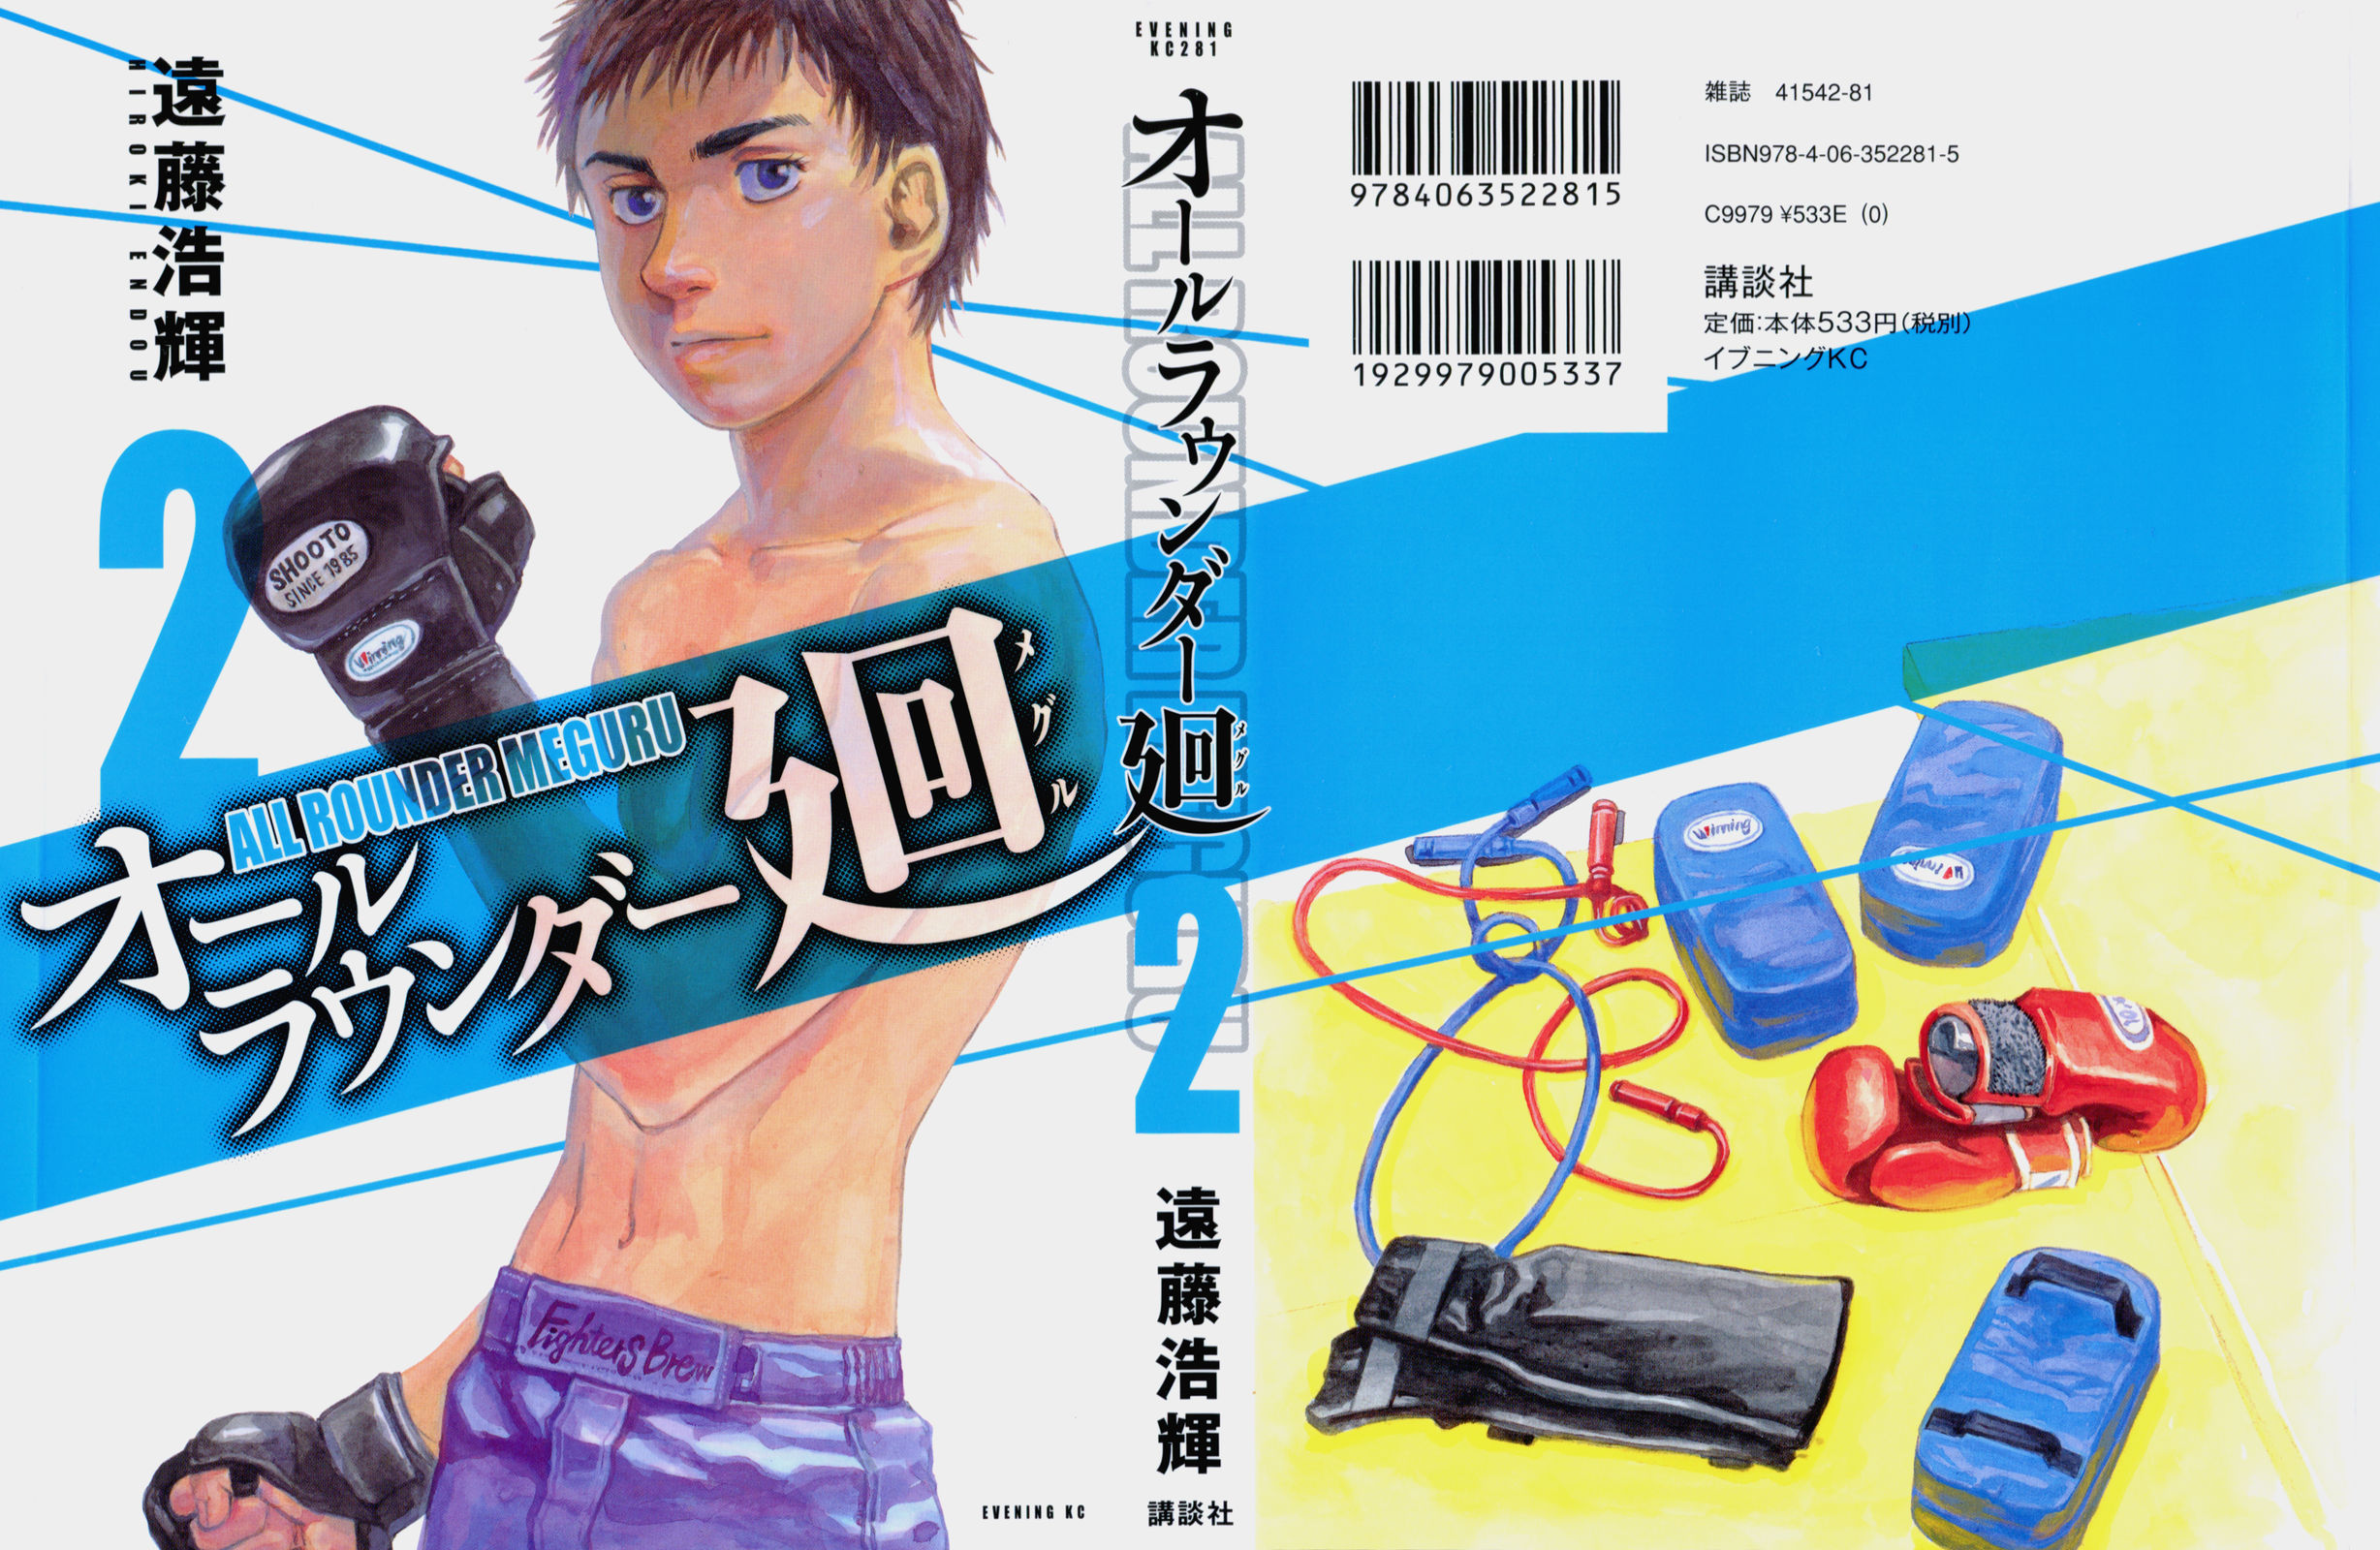 遠藤浩輝
HIROKI ENDOU
2
SHOOTO
SINCE 1985
Winning
ALL ROUNDER MEGURU
オール
ラウンダー
廻
メグル
Fighters Brew
EVENING KC
EVENING
KC281
オールラウンダー廻
メグル
ALL ROUNDER MEGURU
2
遠藤浩輝
講談社
9784063522815
1929979005337
雑誌 41542-81
ISBN978-4-06-352281-5
C9979 ¥533E (0)
講談社
定価:本体533円(税別)
イブニングKC
Winning
Winning